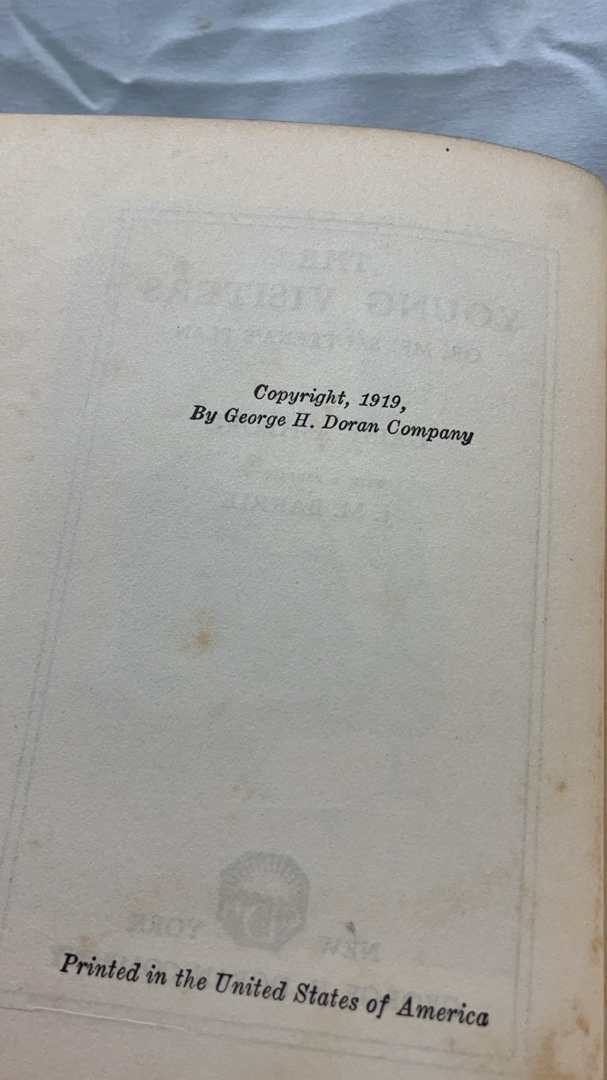 Copyright, 1919,
By George H. Doran Company
Printed in the United States of America